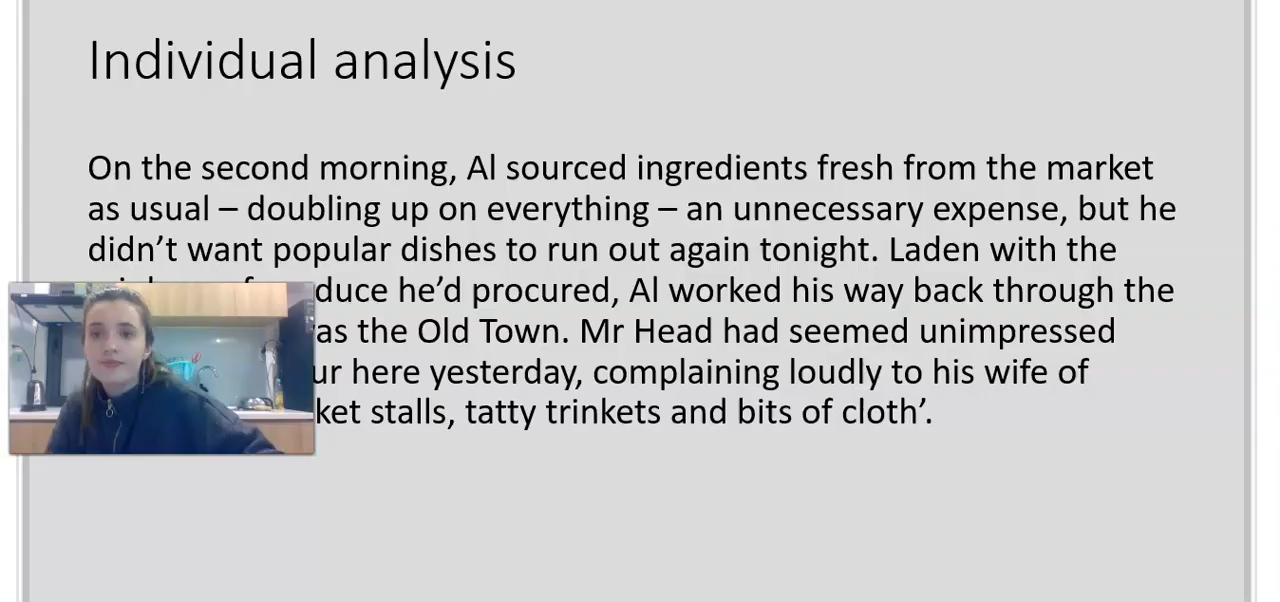 Individual analysis
On the second morning, Al sourced ingredients fresh from the market
as usual – doubling up on everything – an unnecessary expense, but he
didn’t want popular dishes to run out again tonight. Laden with the
he’d procured, Al worked his way back through the
as the Old Town. Mr Head had seemed unimpressed
here yesterday, complaining loudly to his wife of
stalls, tatty trinkets and bits of cloth’.